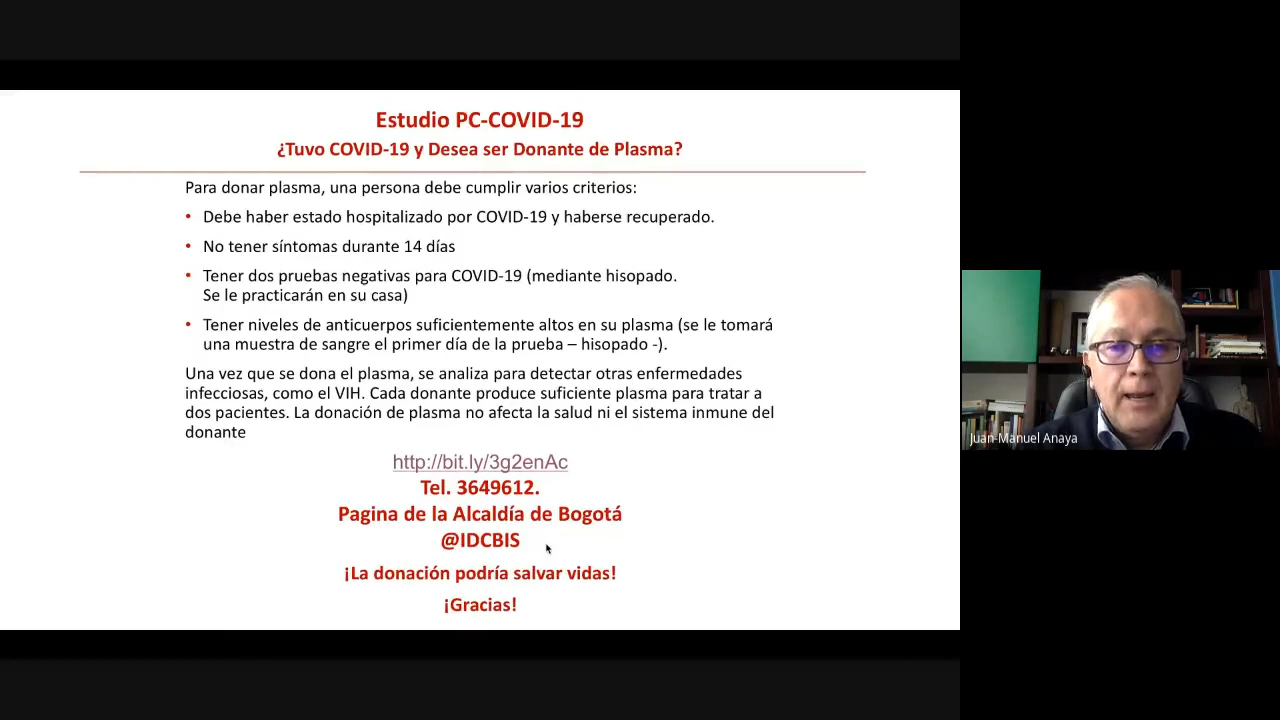 Estudio PC-COVID-19
¿Tuvo COVID-19 y Desea ser Donante de Plasma?
Para donar plasma, una persona debe cumplir varios criterios:
• Debe haber estado hospitalizado por COVID-19 y haberse recuperado.
• No tener síntomas durante 14 días
• Tener dos pruebas negativas para COVID-19 (mediante hisopado.
Se le practicarán en su casa)
• Tener niveles de anticuerpos suficientemente altos en su plasma (se le tomará
una muestra de sangre el primer día de la prueba – hisopado -).
Una vez que se dona el plasma, se analiza para detectar otras enfermedades
infecciosas, como el VIH. Cada donante produce suficiente plasma para tratar a
dos pacientes. La donación de plasma no afecta la salud ni el sistema inmune del
donante
http://bit.ly/3g2enAc
Tel. 3649612.
Pagina de la Alcaldía de Bogotá
@IDCBIS
¡La donación podría salvar vidas!
¡Gracias!
Juan-Manuel Anaya